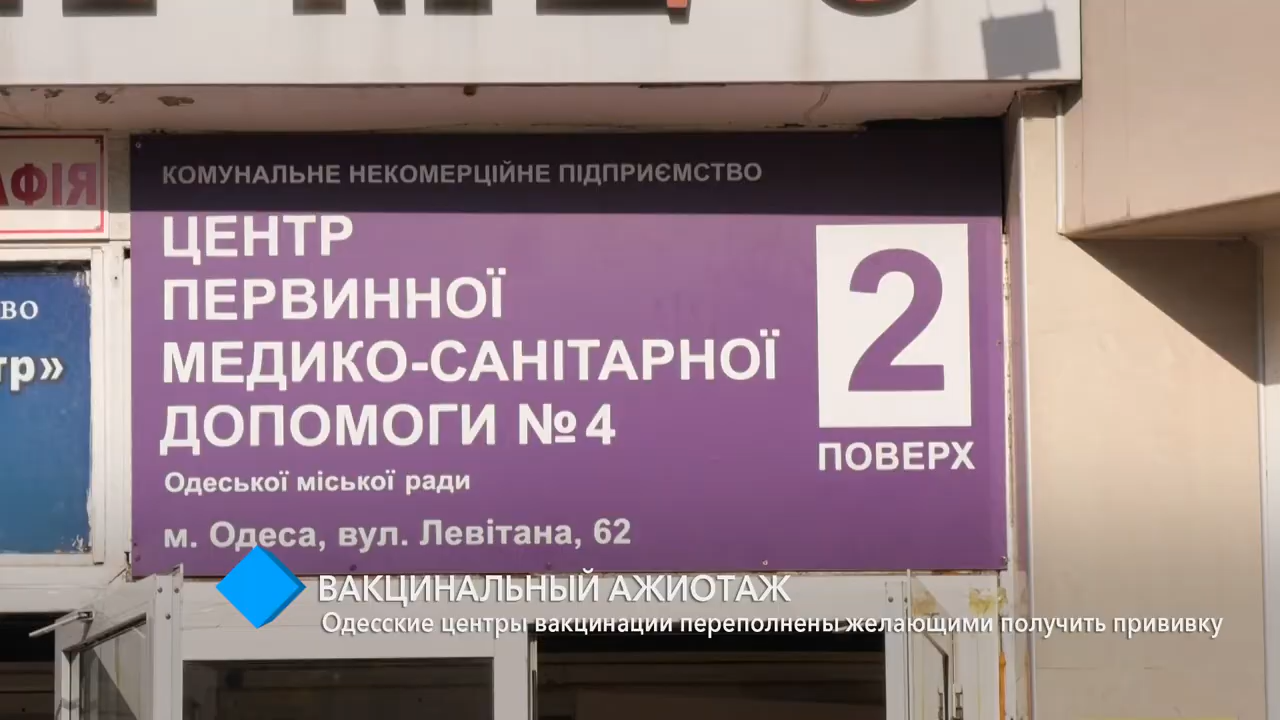 КОМУНАЛЬНЕ НЕКОМЕРЦІЙНЕ ПІДПРИЄМСТВО
ЦЕНТР
ПЕРВИННОЇ
МЕДИКО-САНІТАРНОЇ
ДОПОМОГИ №4
Одеської міської ради
м. Одеса, вул. Левітана, 62
2
ПОВЕРХ
АФІЯ
ВО
тр»
ВАКЦИНАЛЬНЫЙ АЖИОТАЖ
Одесские центры вакцинации переполнены желающими получить прививку